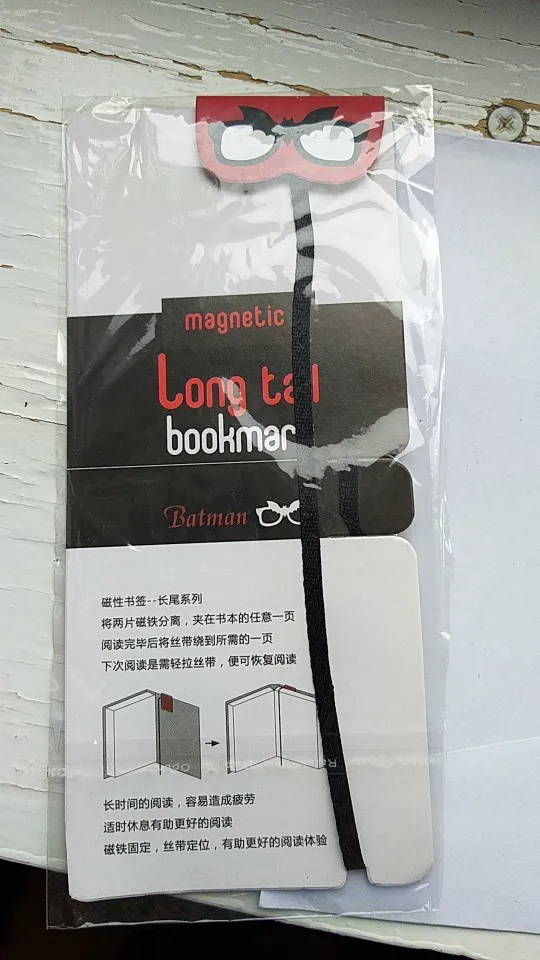 magnetic
Long ta l
bookmar
Batman
磁性书签--长尾系列
将两片磁铁分离，夹在书本的任意一页
阅读完毕后将丝带绕到所需的一页
下次阅读是需轻拉丝带，便可恢复阅读
长时间的阅读，容易造成疲劳
适时休息有助更好的阅读
磁铁固定，丝带定位，有助更好的阅读体验